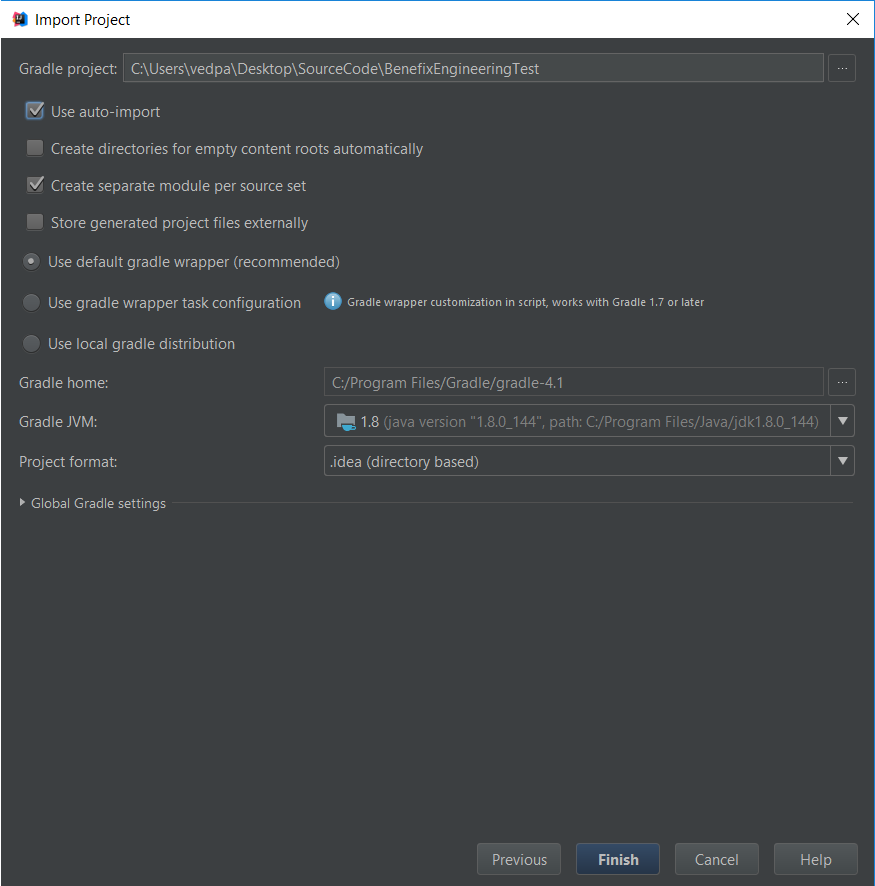 Import Project
Gradle project: C:\Users\vedpa\Desktop\SourceCode\BenefixEngineeringTest ...
Use auto-import
Create directories for empty content roots automatically
Create separate module per source set
Store generated project files externally
Use default gradle wrapper (recommended)
Use gradle wrapper task configuration Gradle wrapper customization in script, works with Gradle 1.7 or later
Use local gradle distribution
Gradle home: C:/Program Files/Gradle/gradle-4.1 ...
Gradle JVM: 1.8 (java version "1.8.0_144", path: C:/Program Files/Java/jdk1.8.0_144)
Project format: .idea (directory based)
Global Gradle settings
Previous Finish Cancel Help